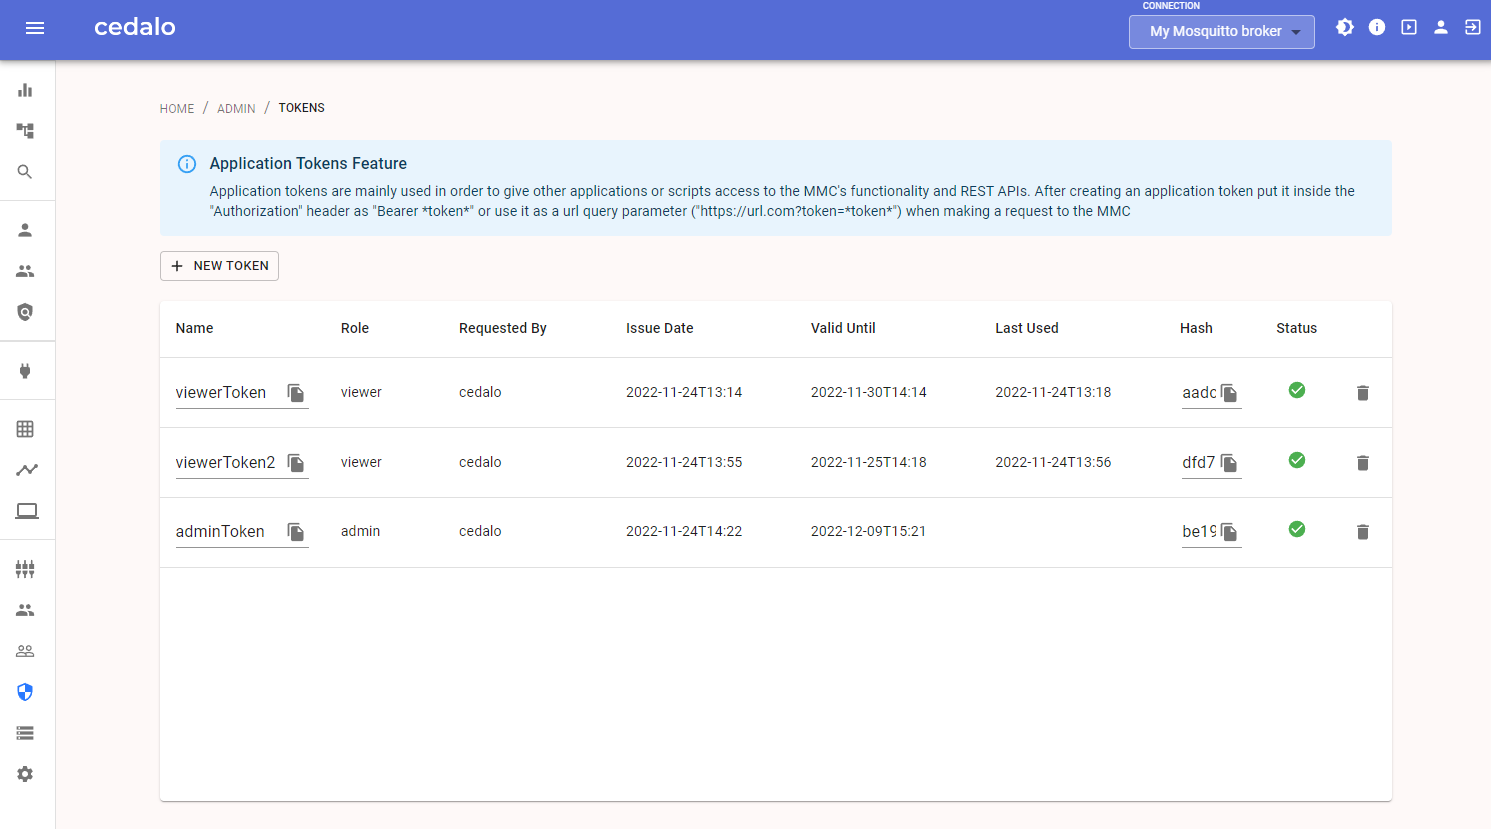 cedalo
CONNECTION
My Mosquitto broker
HOME / ADMIN / TOKENS
Application Tokens Feature
Application tokens are mainly used in order to give other applications or scripts access to the MMC's functionality and REST APIs. After creating an application token put it inside the
"Authorization" header as "Bearer *token*" or use it as a url query parameter ("https://url.com?token=*token*") when making a request to the MMC
NEW TOKEN
Name Role Requested By Issue Date Valid Until Last Used Hash Status
viewerToken viewer cedalo 2022-11-24T13:14 2022-11-30T14:14 2022-11-24T13:18 aadc
viewerToken2 viewer cedalo 2022-11-24T13:55 2022-11-25T14:18 2022-11-24T13:56 dfd7
adminToken admin cedalo 2022-11-24T14:22 2022-12-09T15:21 be19